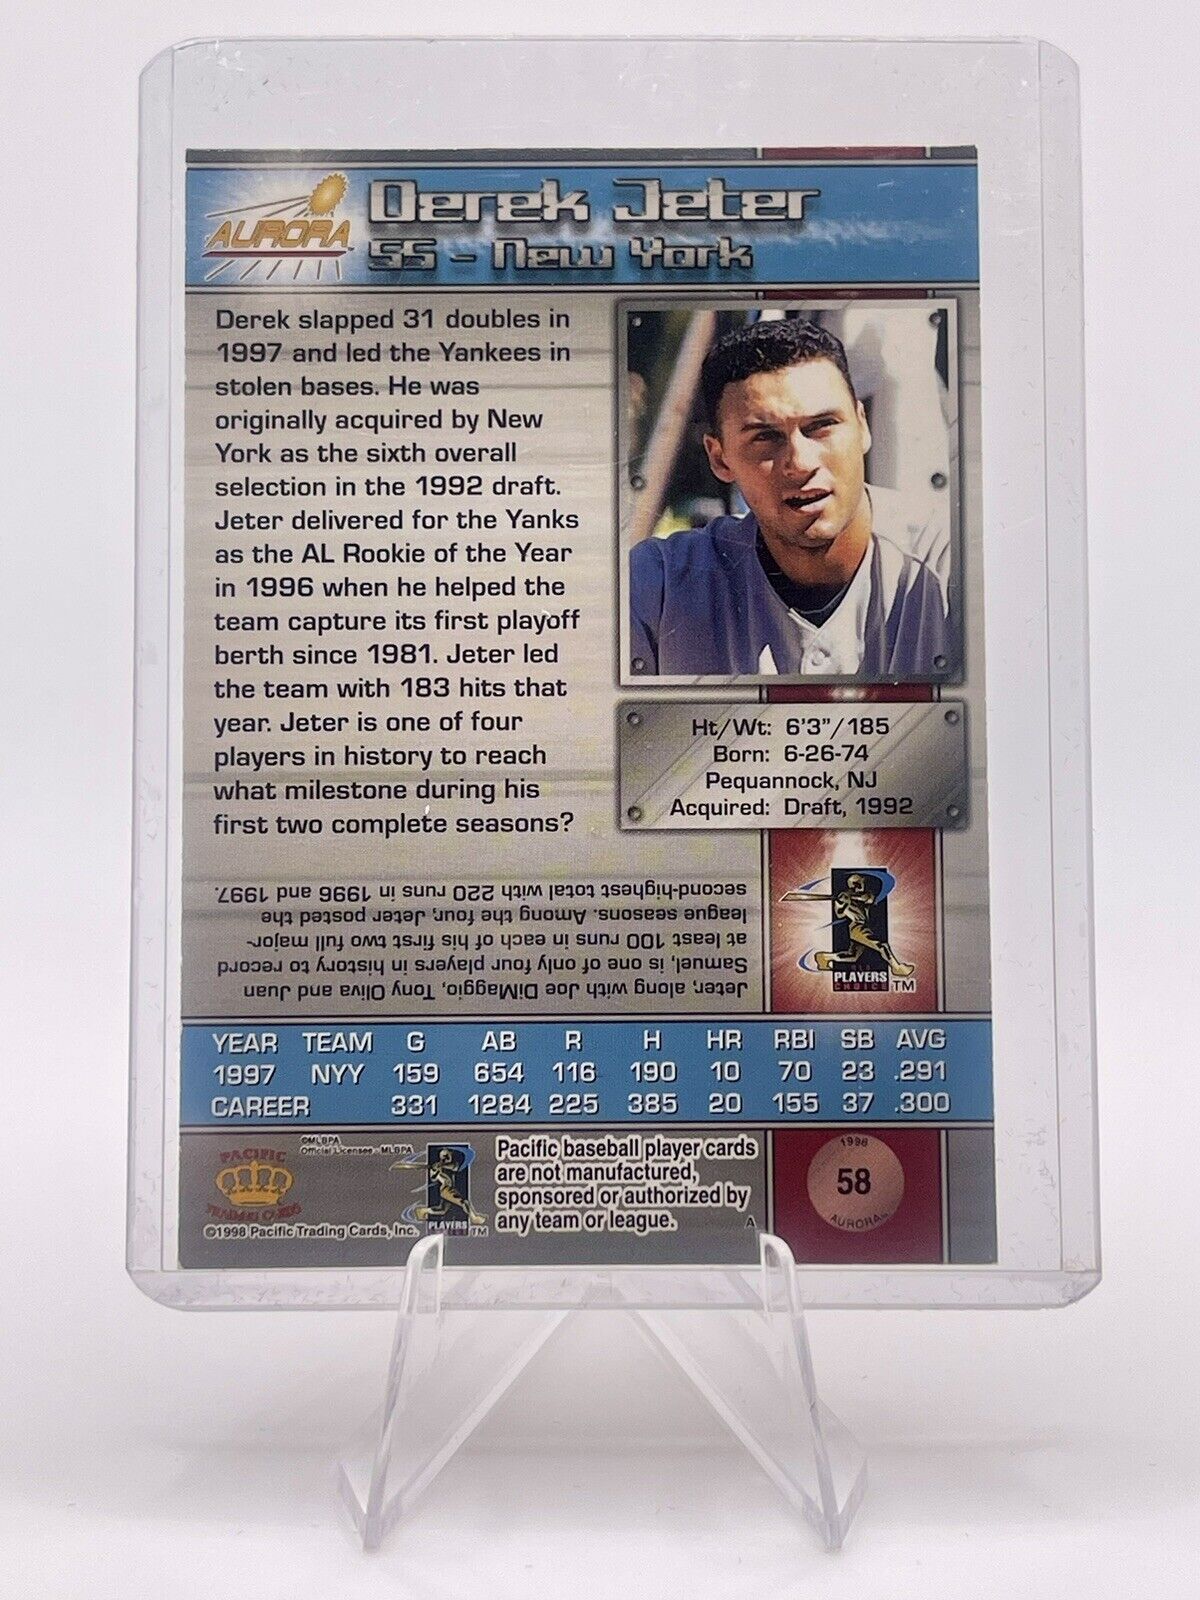 AURORA
Derek Jeter
SS - New York
Derek slapped 31 doubles in
1997 and led the Yankees in
stolen bases. He was
originally acquired by New
York as the sixth overall
selection in the 1992 draft.
Jeter delivered for the Yanks
as the AL Rookie of the Year
in 1996 when he helped the
team capture its first playoff
berth since 1981. Jeter led
the team with 183 hits that
year. Jeter is one of four
players in history to reach
what milestone during his
first two complete seasons?
Ht/Wt: 6'3"/185
Born: 6-26-74
Pequannock, NJ
Acquired: Draft, 1992
Jeter, along with Joe DiMaggio, Tony Oliva and Juan
Samuel, is one of only four players in history to record
at least 100 runs in each of his first two full major-
league seasons. Among the four, Jeter posted the
second-highest total with 220 runs in 1996 and 1997.
PLAYERS
CHOICE TM
YEAR TEAM G AB R H HR RBI SB AVG
1997 NYY 159 654 116 190 10 70 23 .291
CAREER 331 1284 225 385 20 155 37 .300
PACIFIC
TRADING CARDS
©MLBPA
Official Licensee - MLBPA
©1998 Pacific Trading Cards, Inc.
PLAYERS
TM
Pacific baseball player cards
are not manufactured,
sponsored or authorized by
any team or league.
A
1998
58
AURORA